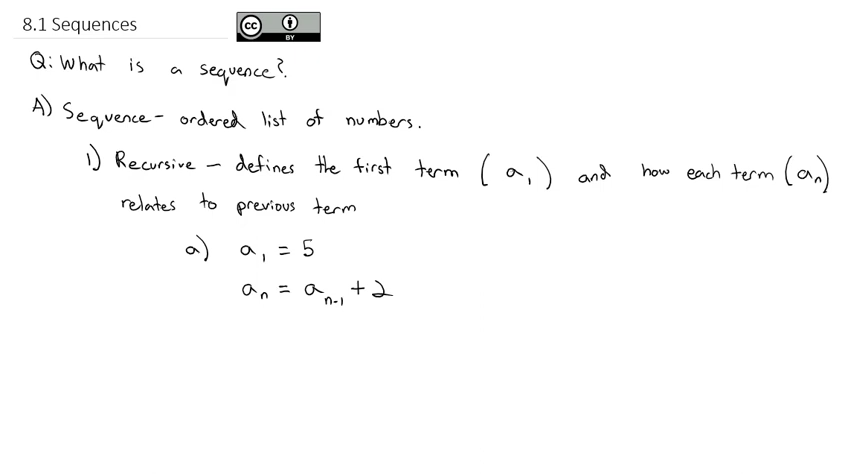 8.1 Sequences
cc BY
Q: What is a sequence?
A) Sequence - ordered list of numbers.
1) Recursive - defines the first term (a₁) and how each term (aₙ)
relates to previous term
a) a₁ = 5
aₙ = aₙ₋₁ + 2